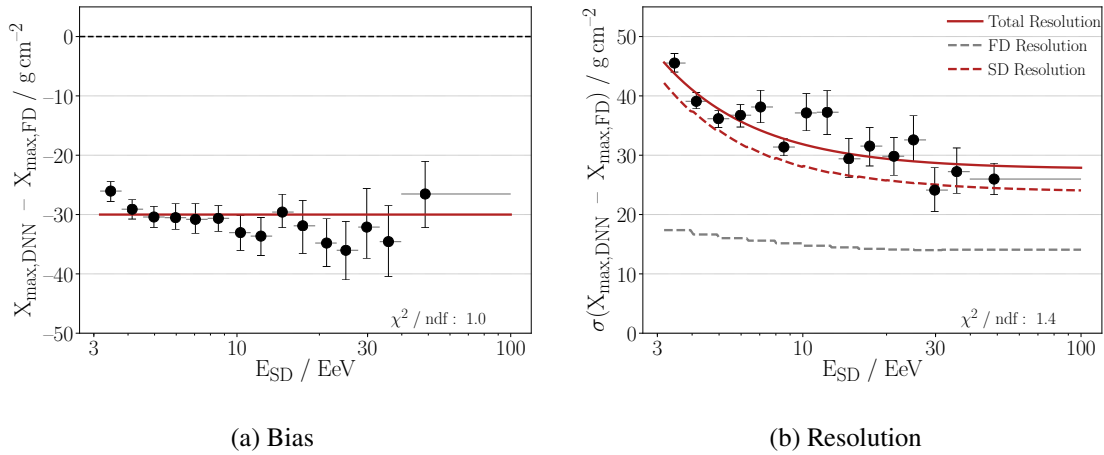 0
−10
−20
−30
−40
−50
X_max,DNN − X_max,FD / g cm⁻²
3 10 30 100
E_SD / EeV
χ² / ndf : 1.0
(a) Bias
50
40
30
20
10
0
σ(X_max,DNN − X_max,FD) / g cm⁻²
Total Resolution
FD Resolution
SD Resolution
3 10 30 100
E_SD / EeV
χ² / ndf : 1.4
(b) Resolution